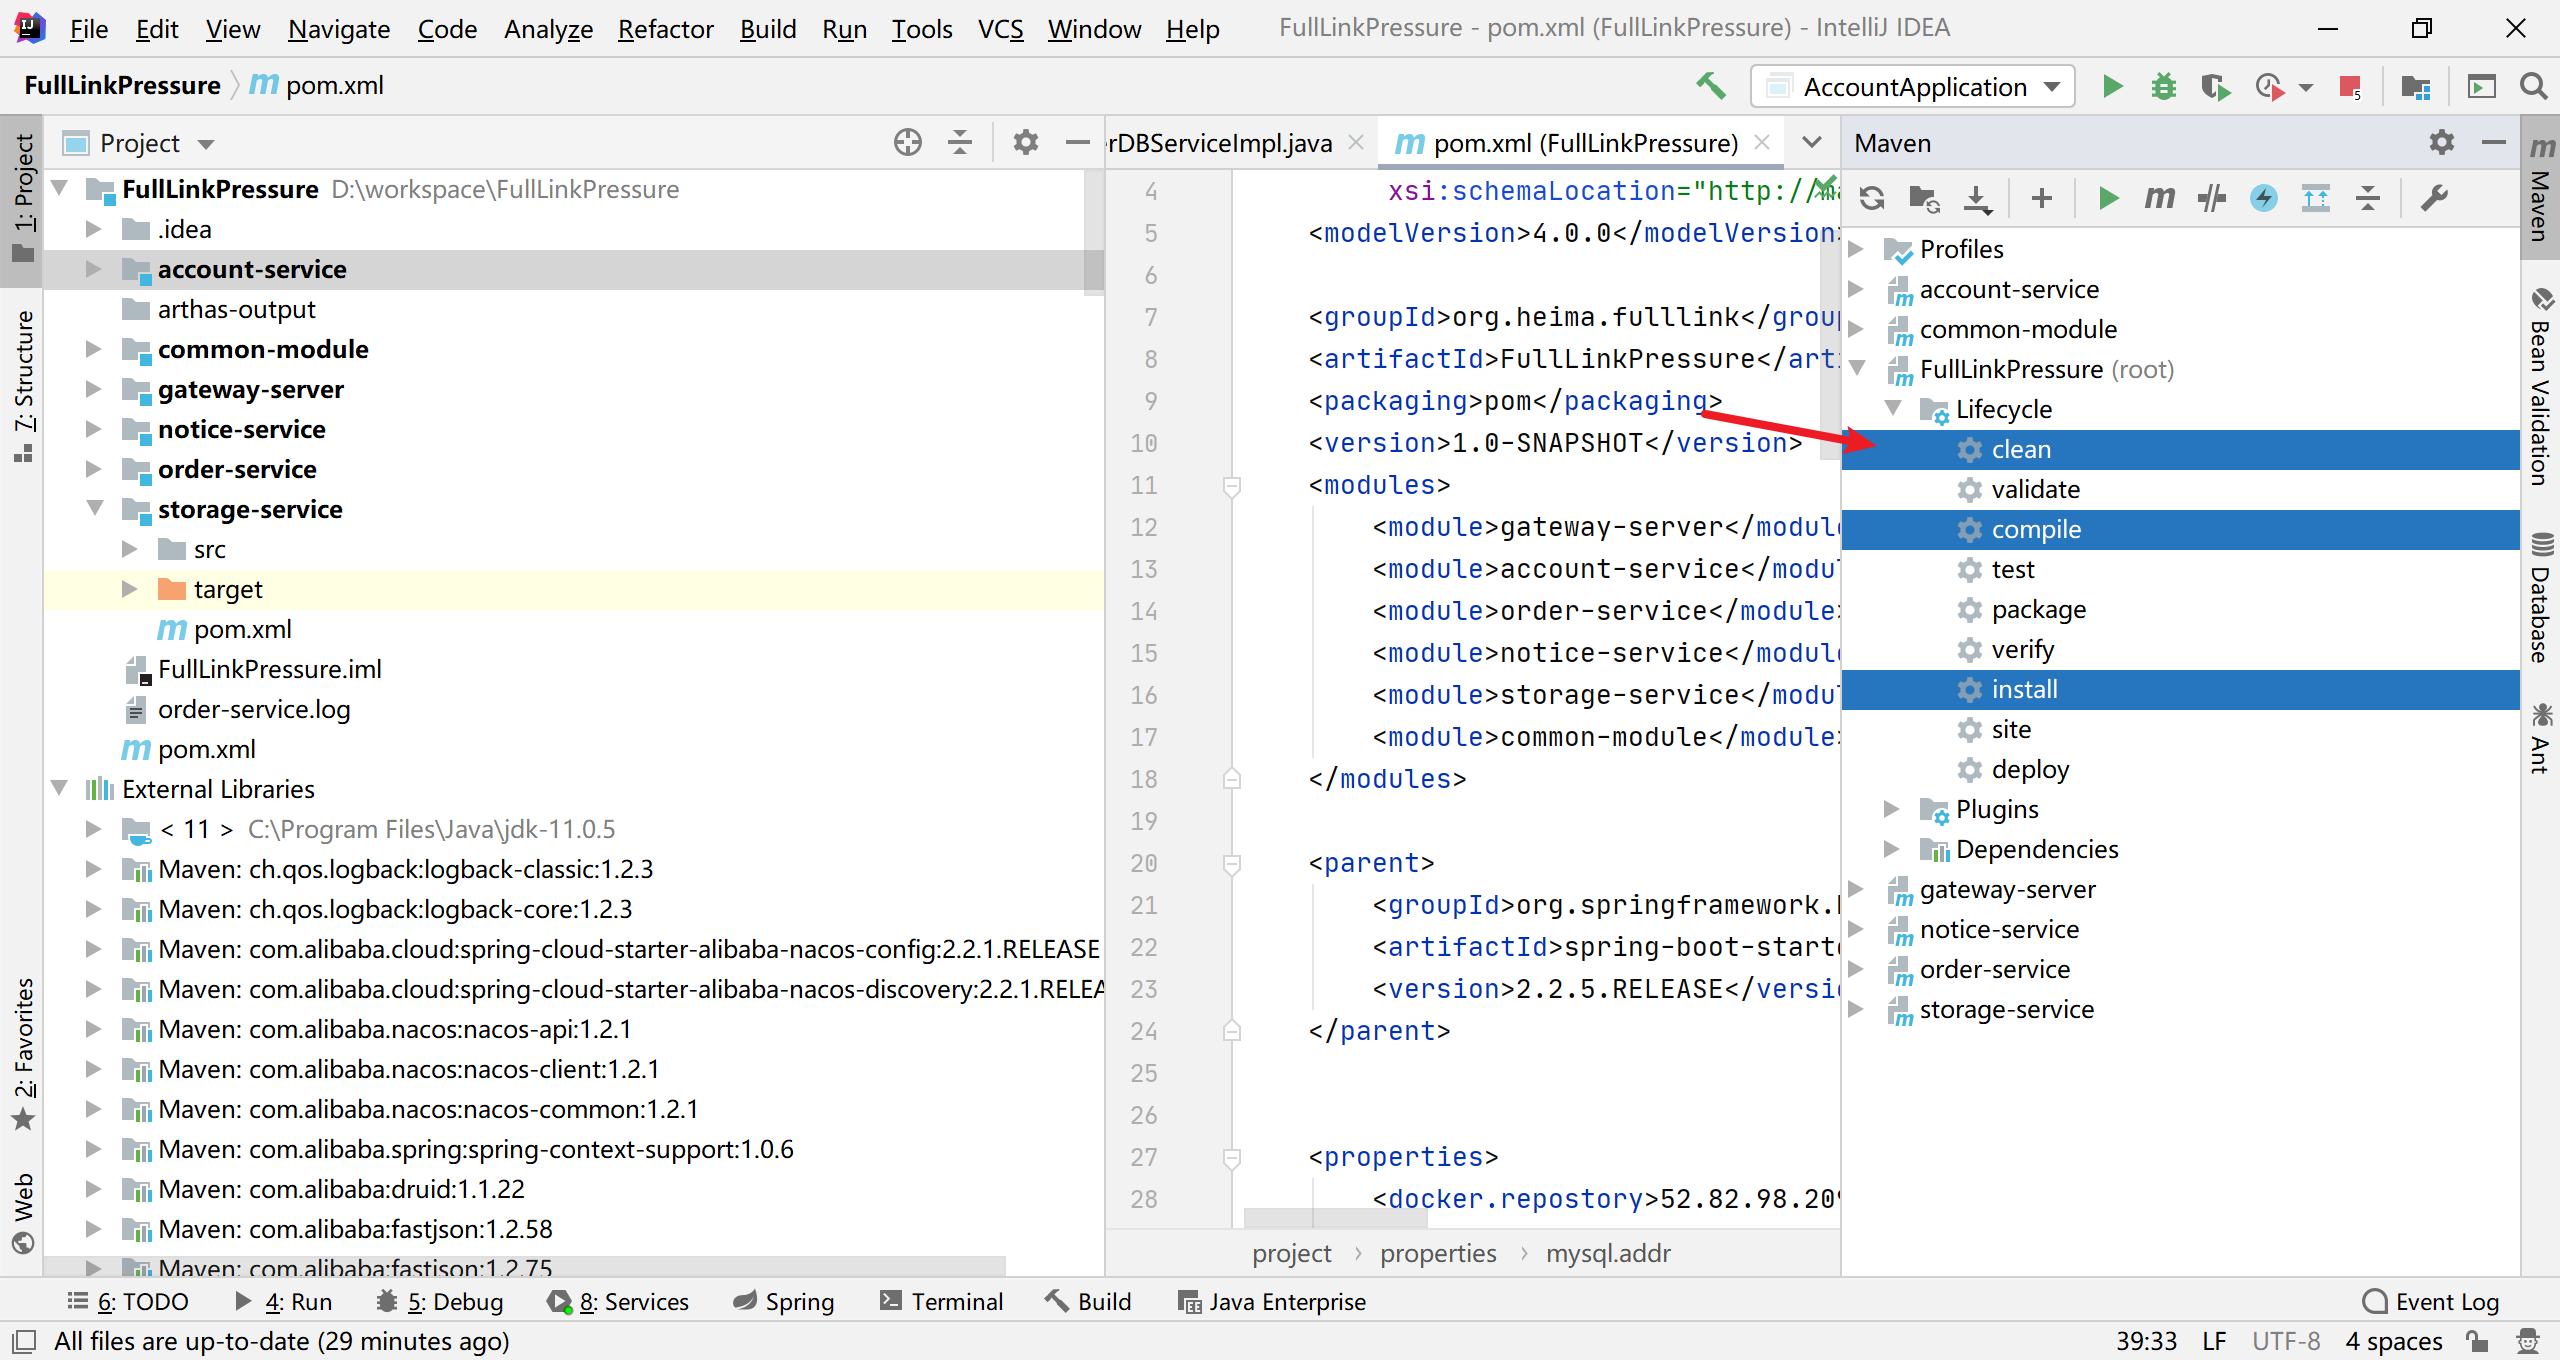 File Edit View Navigate Code Analyze Refactor Build Run Tools VCS Window Help FullLinkPressure - pom.xml (FullLinkPressure) - IntelliJ IDEA
FullLinkPressure m pom.xml
AccountApplication
5
Project
rDBServiceImpl.java
m pom.xml (FullLinkPressure)
Maven
1: Project
7: Structure
2: Favorites
Web
FullLinkPressure D:\workspace\FullLinkPressure
.idea
account-service
arthas-output
common-module
gateway-server
notice-service
order-service
storage-service
src
target
pom.xml
FullLinkPressure.iml
order-service.log
pom.xml
External Libraries
< 11 > C:\Program Files\Java\jdk-11.0.5
Maven: ch.qos.logback:logback-classic:1.2.3
Maven: ch.qos.logback:logback-core:1.2.3
Maven: com.alibaba.cloud:spring-cloud-starter-alibaba-nacos-config:2.2.1.RELEASE
Maven: com.alibaba.cloud:spring-cloud-starter-alibaba-nacos-discovery:2.2.1.RELEA
Maven: com.alibaba.nacos:nacos-api:1.2.1
Maven: com.alibaba.nacos:nacos-client:1.2.1
Maven: com.alibaba.nacos:nacos-common:1.2.1
Maven: com.alibaba.spring:spring-context-support:1.0.6
Maven: com.alibaba:druid:1.1.22
Maven: com.alibaba:fastjson:1.2.58
Maven: com.alibaba:fastjson:1.2.75
4 xsi:schemaLocation="http://
5 <modelVersion>4.0.0</modelVersion>
6
7 <groupId>org.heima.fulllink</group
8 <artifactId>FullLinkPressure</arti
9 <packaging>pom</packaging>
10 <version>1.0-SNAPSHOT</version>
11 <modules>
12 <module>gateway-server</module
13 <module>account-service</modul
14 <module>order-service</module>
15 <module>notice-service</module
16 <module>storage-service</modul
17 <module>common-module</module>
18 </modules>
19
20 <parent>
21 <groupId>org.springframework.
22 <artifactId>spring-boot-starte
23 <version>2.2.5.RELEASE</versio
24 </parent>
25
26
27 <properties>
28 <docker.repostory>52.82.98.209
project › properties › mysql.addr
Profiles
account-service
common-module
FullLinkPressure (root)
Lifecycle
clean
validate
compile
test
package
verify
install
site
deploy
Plugins
Dependencies
gateway-server
notice-service
order-service
storage-service
m Maven
Bean Validation
Database
Ant
6: TODO 4: Run 5: Debug 8: Services Spring Terminal Build Java Enterprise Event Log
All files are up-to-date (29 minutes ago) 39:33 LF UTF-8 4 spaces